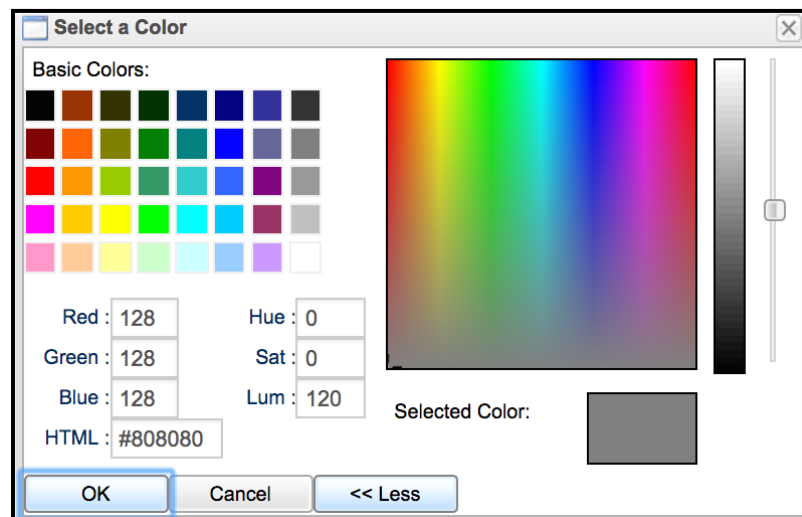 Select a Color
Basic Colors:
Red : 128 Hue : 0
Green : 128 Sat : 0
Blue : 128 Lum : 120
HTML : #808080
Selected Color:
OK Cancel << Less